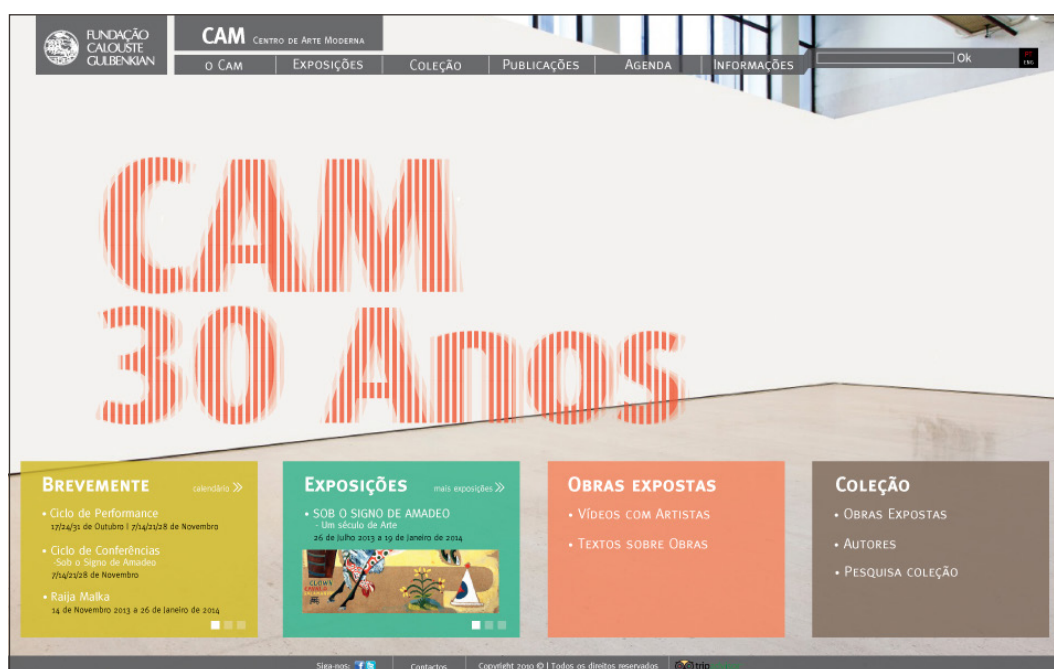 FUNDAÇÃO
CALOUSTE
GULBENKIAN
CAM CENTRO DE ARTE MODERNA
O CAM EXPOSIÇÕES COLEÇÃO PUBLICAÇÕES AGENDA INFORMAÇÕES
Ok
PT
ENG
CAM
30 Anos
BREVEMENTE calendário »
• Ciclo de Performance
17/24/31 de Outubro | 7/14/21/28 de Novembro
• Ciclo de Conferências
-Sob o Signo de Amadeo
7/14/21/28 de Novembro
• Raija Malka
14 de Novembro 2013 a 26 de Janeiro de 2014
EXPOSIÇÕES mais exposições »
• SOB O SIGNO DE AMADEO
- Um século de Arte
26 de Julho 2013 a 19 de Janeiro de 2014
CLOWN
OBRAS EXPOSTAS
• VÍDEOS COM ARTISTAS
• TEXTOS SOBRE OBRAS
COLEÇÃO
• OBRAS EXPOSTAS
• AUTORES
• PESQUISA COLEÇÃO
Siga-nos: Contactos Copyright 2010 © | Todos os direitos reservados trip